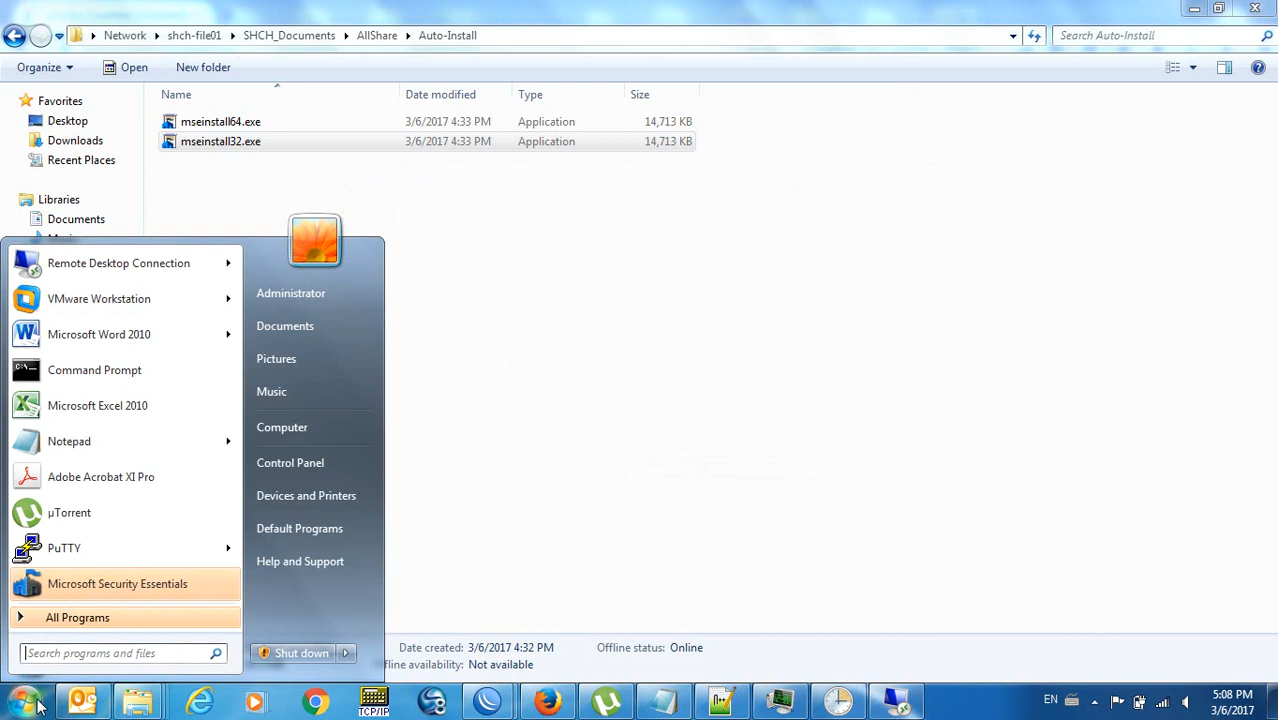 Network ▸ shch-file01 ▸ SHCH_Documents ▸ AllShare ▸ Auto-Install
Search Auto-Install
Organize Open New folder
Favorites
Desktop
Downloads
Recent Places
Libraries
Documents
Name Date modified Type Size
mseinstall64.exe 3/6/2017 4:33 PM Application 14,713 KB
mseinstall32.exe 3/6/2017 4:33 PM Application 14,713 KB
Remote Desktop Connection
VMware Workstation
Microsoft Word 2010
Command Prompt
Microsoft Excel 2010
Notepad
Adobe Acrobat XI Pro
µTorrent
PuTTY
Microsoft Security Essentials
All Programs
Search programs and files
Administrator
Documents
Pictures
Music
Computer
Control Panel
Devices and Printers
Default Programs
Help and Support
Shut down
Date created: 3/6/2017 4:32 PM Offline status: Online
availability: Not available
TCP/IP
EN
5:08 PM
3/6/2017